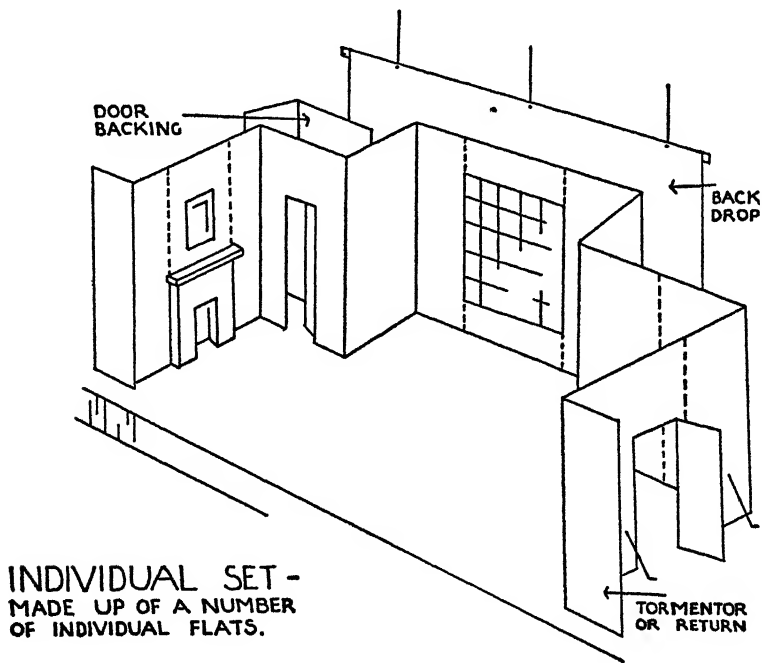 DOOR
BACKING
BACK
DROP
INDIVIDUAL SET -
MADE UP OF A NUMBER
OF INDIVIDUAL FLATS.
TORMENTOR
OR RETURN